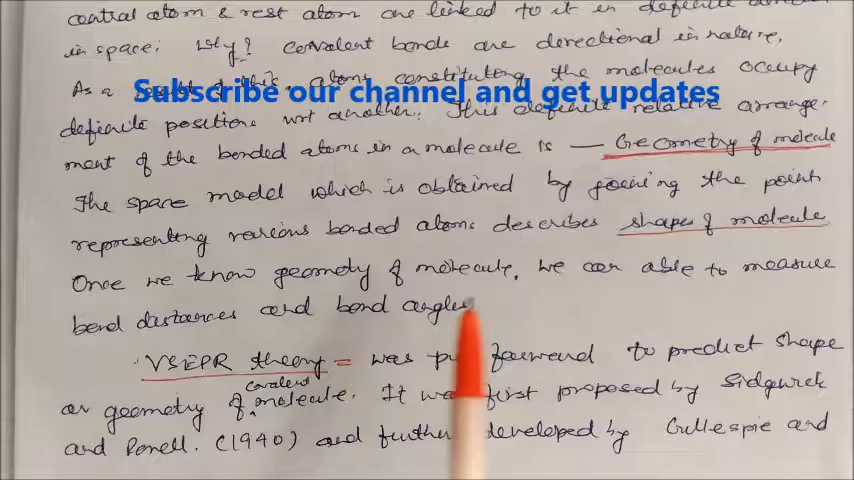 central atom & rest atom are linked to it in definite
in space. Why? Covalent bonds are directional in nature.
As a result of this, atoms constituting the molecules occupy
Subscribe our channel and get updates
definite positions wrt another. This definite relative arrange-
ment of the bonded atoms in a molecule is — Geometry of molecule
The space model which is obtained by joining the point
representing various bonded atoms describes shape of molecule
Once we know geometry of molecule, we can able to measure
bond distances and bond angles
VSEPR theory = was put forward to predict shape
or geometry of covalent molecule. It was first proposed by Sidgwick
and Powell. (1940) and further developed by Gillespie and